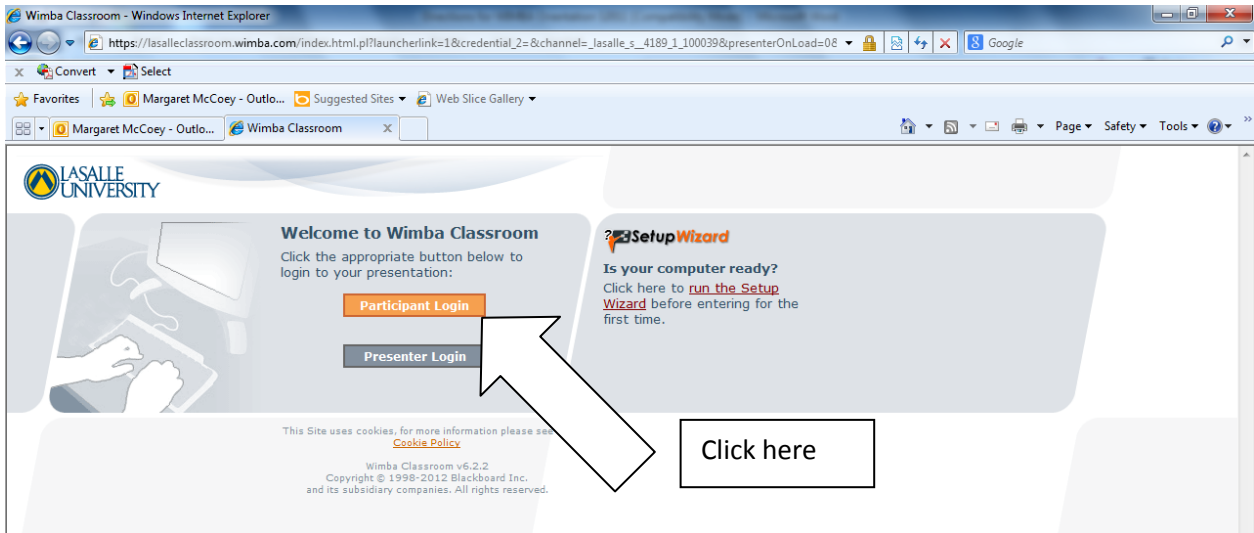 Wimba Classroom - Windows Internet Explorer
https://lasalleclassroom.wimba.com/index.html.pl?launcherlink=1&credential_2=&channel=_lasalle_s__4189_1_100039&presenterOnLoad=08
Google
x Convert Select
Favorites Margaret McCoey - Outlo... Suggested Sites Web Slice Gallery
Margaret McCoey - Outlo... Wimba Classroom x Page Safety Tools
LASALLE
UNIVERSITY
Welcome to Wimba Classroom
Click the appropriate button below to
login to your presentation:
Participant Login
Presenter Login
?SetupWizard
Is your computer ready?
Click here to run the Setup
Wizard before entering for the
first time.
Click here
This Site uses cookies, for more information please see
Cookie Policy
Wimba Classroom v6.2.2
Copyright © 1998-2012 Blackboard Inc.
and its subsidiary companies. All rights reserved.